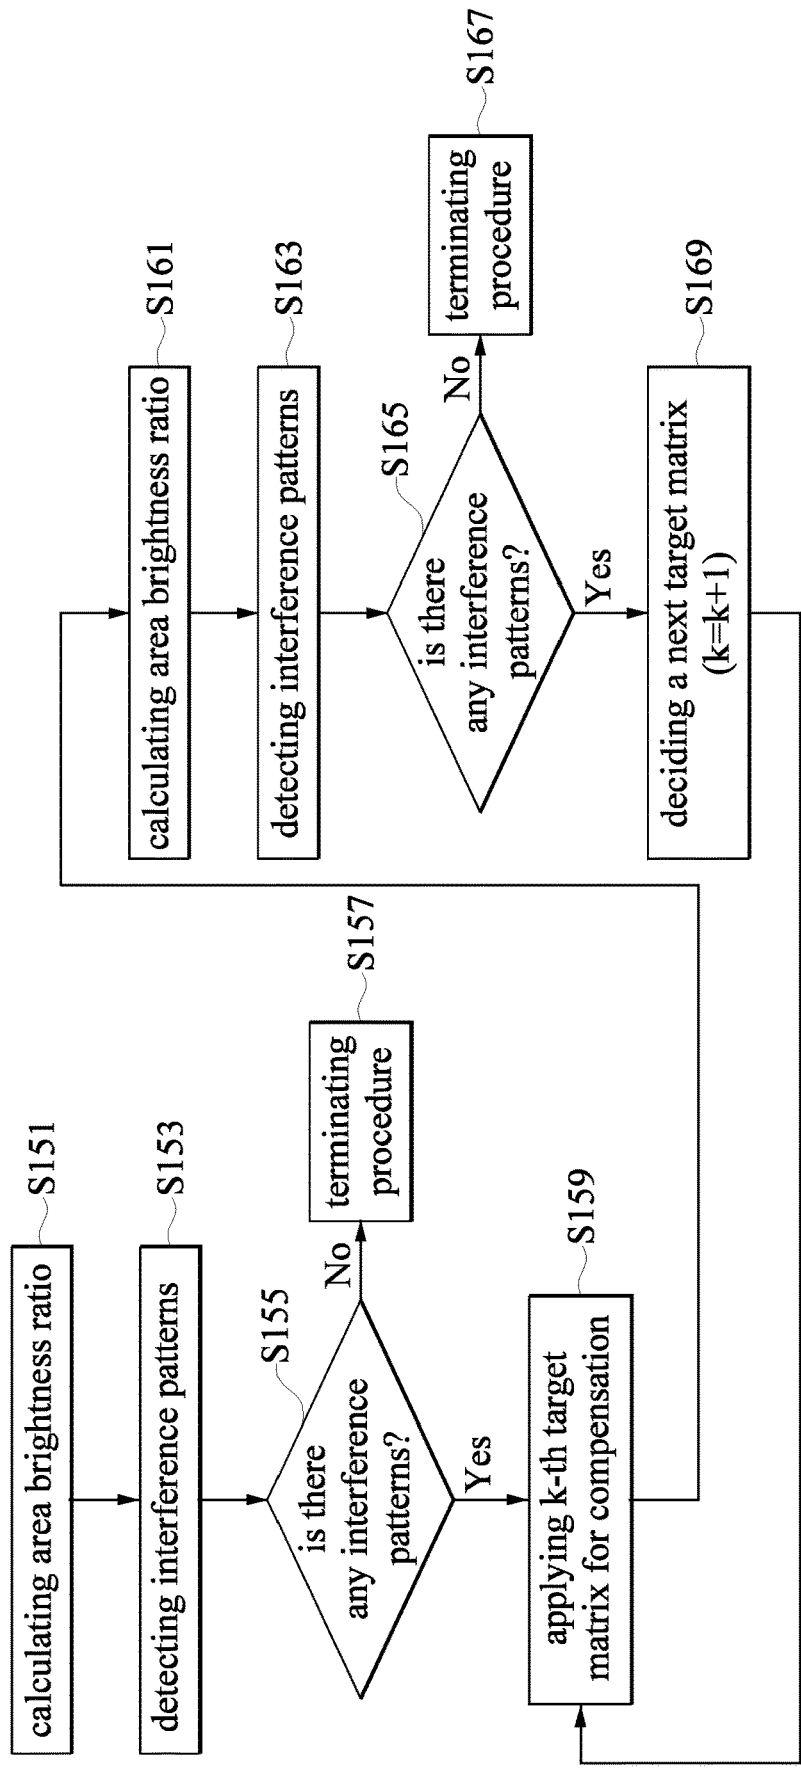 calculating area brightness ratio
S151
detecting interference patterns
S153
is there
any interference
patterns?
S155
No
terminating
procedure
S157
Yes
applying k-th target
matrix for compensation
S159
calculating area brightness ratio
S161
detecting interference patterns
S163
is there
any interference
patterns?
S165
No
terminating
procedure
S167
Yes
deciding a next target matrix
(k=k+1)
S169